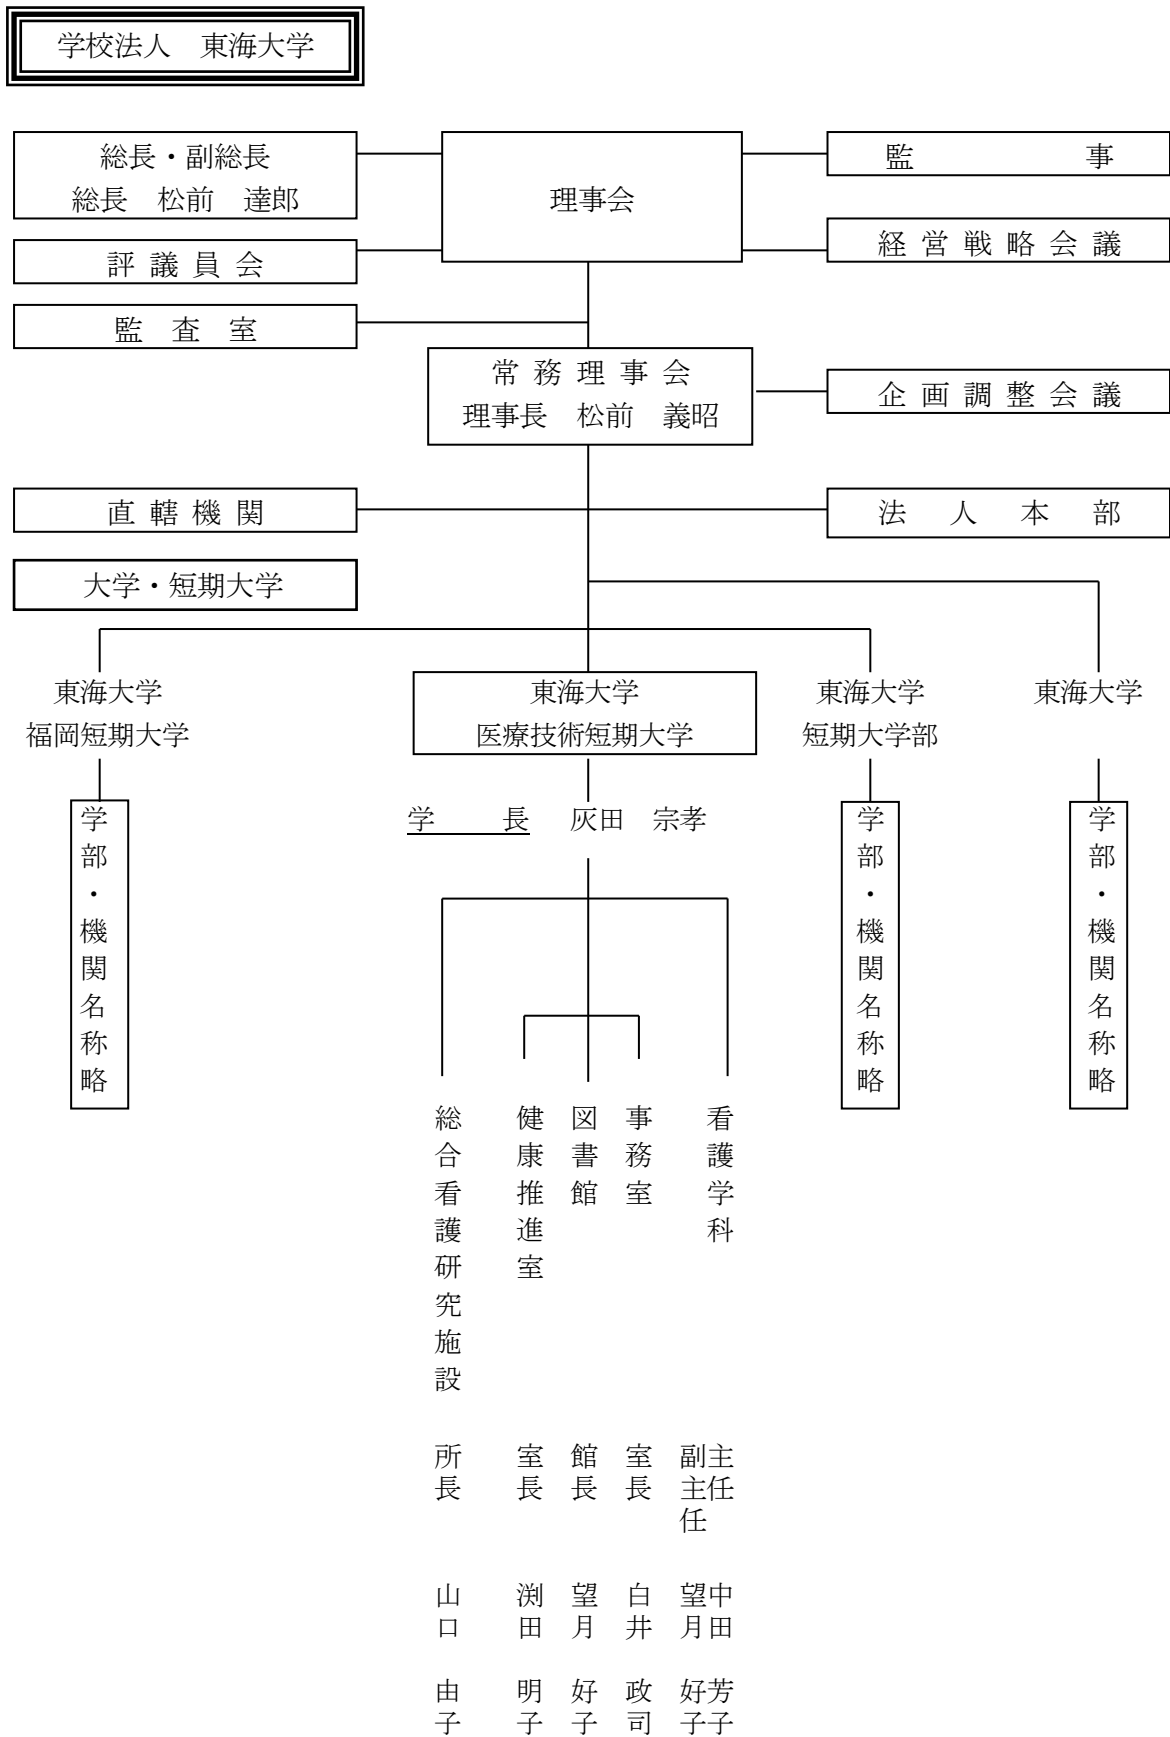 学校法人　東海大学
総長・副総長
総長　松前　達郎
理事会
監　　　　　　事
評 議 員 会
経 営 戦 略 会 議
監　査　室
常 務 理 事 会
理事長　松前　義昭
企 画 調 整 会 議
直 轄 機 関
法　人　本　部
大学・短期大学
東海大学
福岡短期大学
東海大学
医療技術短期大学
東海大学
短期大学部
東海大学
学部・機関名称略
学　　長　灰田　宗孝
学部・機関名称略
学部・機関名称略
総合看護研究施設　所長　山口　由子
健康推進室　室長　渕田　明子
図書館　館長　望月　好子
事務室　室長　白井　政司
看護学科　主任　中田　芳子
副主任　望月　好子